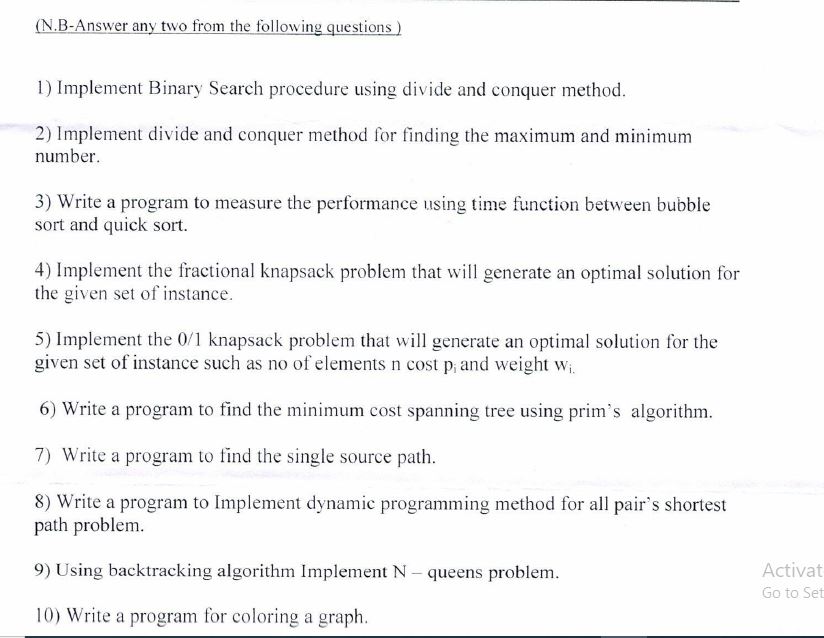 (N.B-Answer any two from the following questions )
1) Implement Binary Search procedure using divide and conquer method.
2) Implement divide and conquer method for finding the maximum and minimum
number.
3) Write a program to measure the performance using time function between bubble
sort and quick sort.
4) Implement the fractional knapsack problem that will generate an optimal solution for
the given set of instance.
5) Implement the 0/1 knapsack problem that will generate an optimal solution for the
given set of instance such as no of elements n cost pᵢ and weight wᵢ.
6) Write a program to find the minimum cost spanning tree using prim's algorithm.
7) Write a program to find the single source path.
8) Write a program to Implement dynamic programming method for all pair's shortest
path problem.
9) Using backtracking algorithm Implement N – queens problem.
10) Write a program for coloring a graph.
Activat
Go to Set